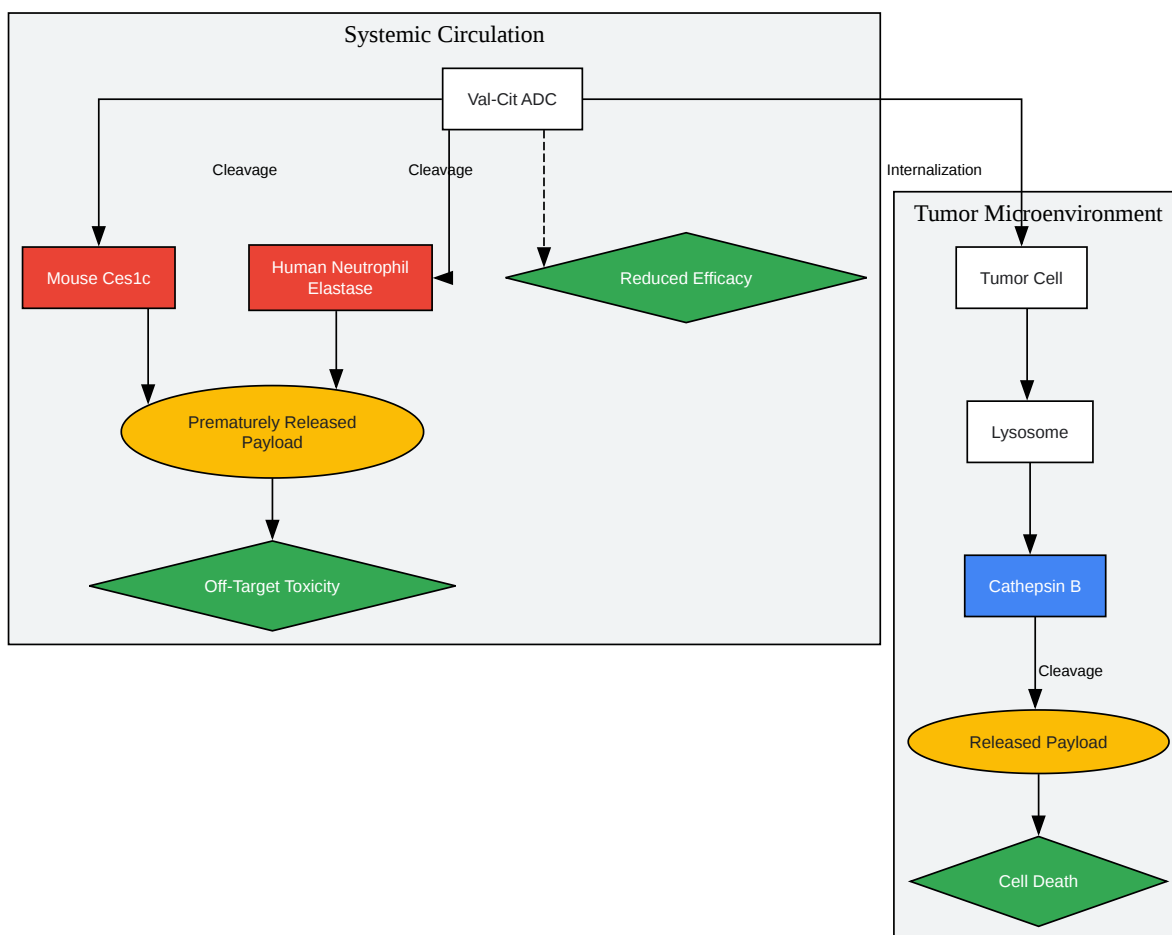 Systemic Circulation
Val-Cit ADC
Cleavage
Cleavage
Internalization
Tumor Microenvironment
Mouse Ces1c
Human Neutrophil
Elastase
Reduced Efficacy
Tumor Cell
Prematurely Released
Payload
Lysosome
Off-Target Toxicity
Cathepsin B
Cleavage
Released Payload
Cell Death